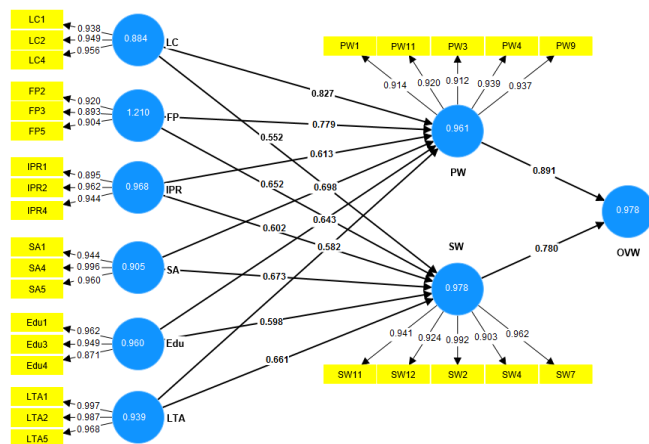 LC1
0.938
LC2
0.949
LC4
0.956
0.884
LC
FP2
0.920
FP3
0.893
FP5
0.904
1.210
FP
IPR1
0.895
IPR2
0.962
IPR4
0.944
0.968
IPR
SA1
0.944
SA4
0.996
SA5
0.960
0.905
SA
Edu1
0.962
Edu3
0.949
Edu4
0.871
0.960
Edu
LTA1
0.997
LTA2
0.987
LTA5
0.968
0.939
LTA
0.827
0.552
0.779
0.652
0.613
0.602
0.698
0.673
0.643
0.598
0.582
0.661
PW1 PW11 PW3 PW4 PW9
0.914 0.920 0.912 0.939 0.937
0.961
PW
SW
0.978
0.941 0.924 0.992 0.903 0.962
SW11 SW12 SW2 SW4 SW7
0.891
0.780
0.978
OVW